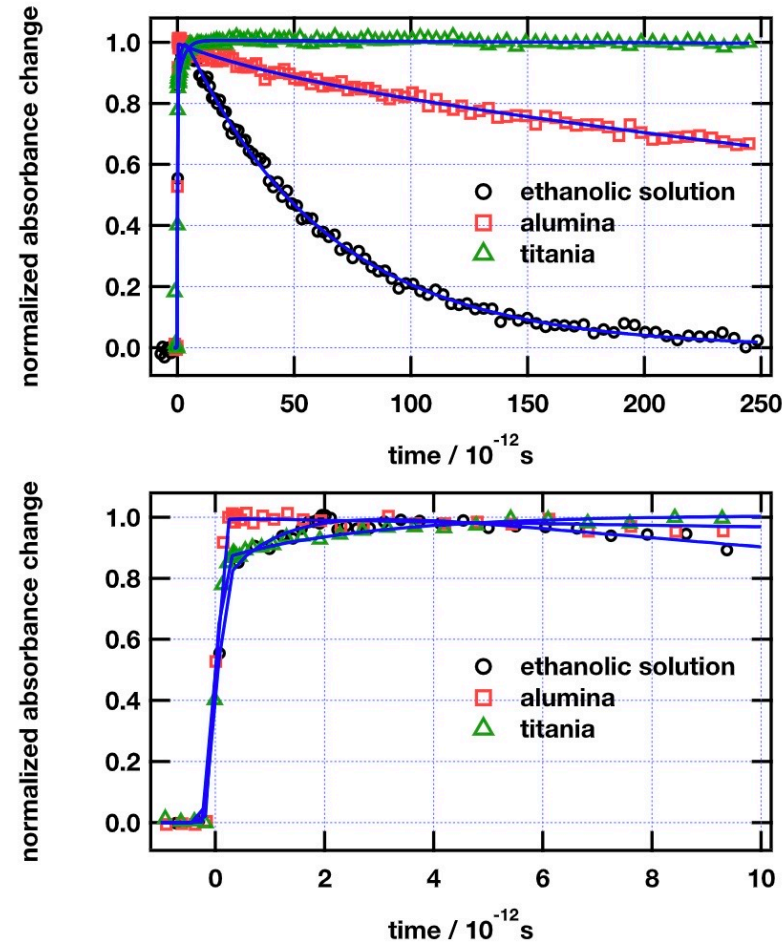 normalized absorbance change
1.0
0.8
0.6
0.4
0.2
0.0
ethanolic solution
alumina
titania
0 50 100 150 200 250
time / 10⁻¹²s
normalized absorbance change
1.0
0.8
0.6
0.4
0.2
0.0
ethanolic solution
alumina
titania
0 2 4 6 8 10
time / 10⁻¹²s